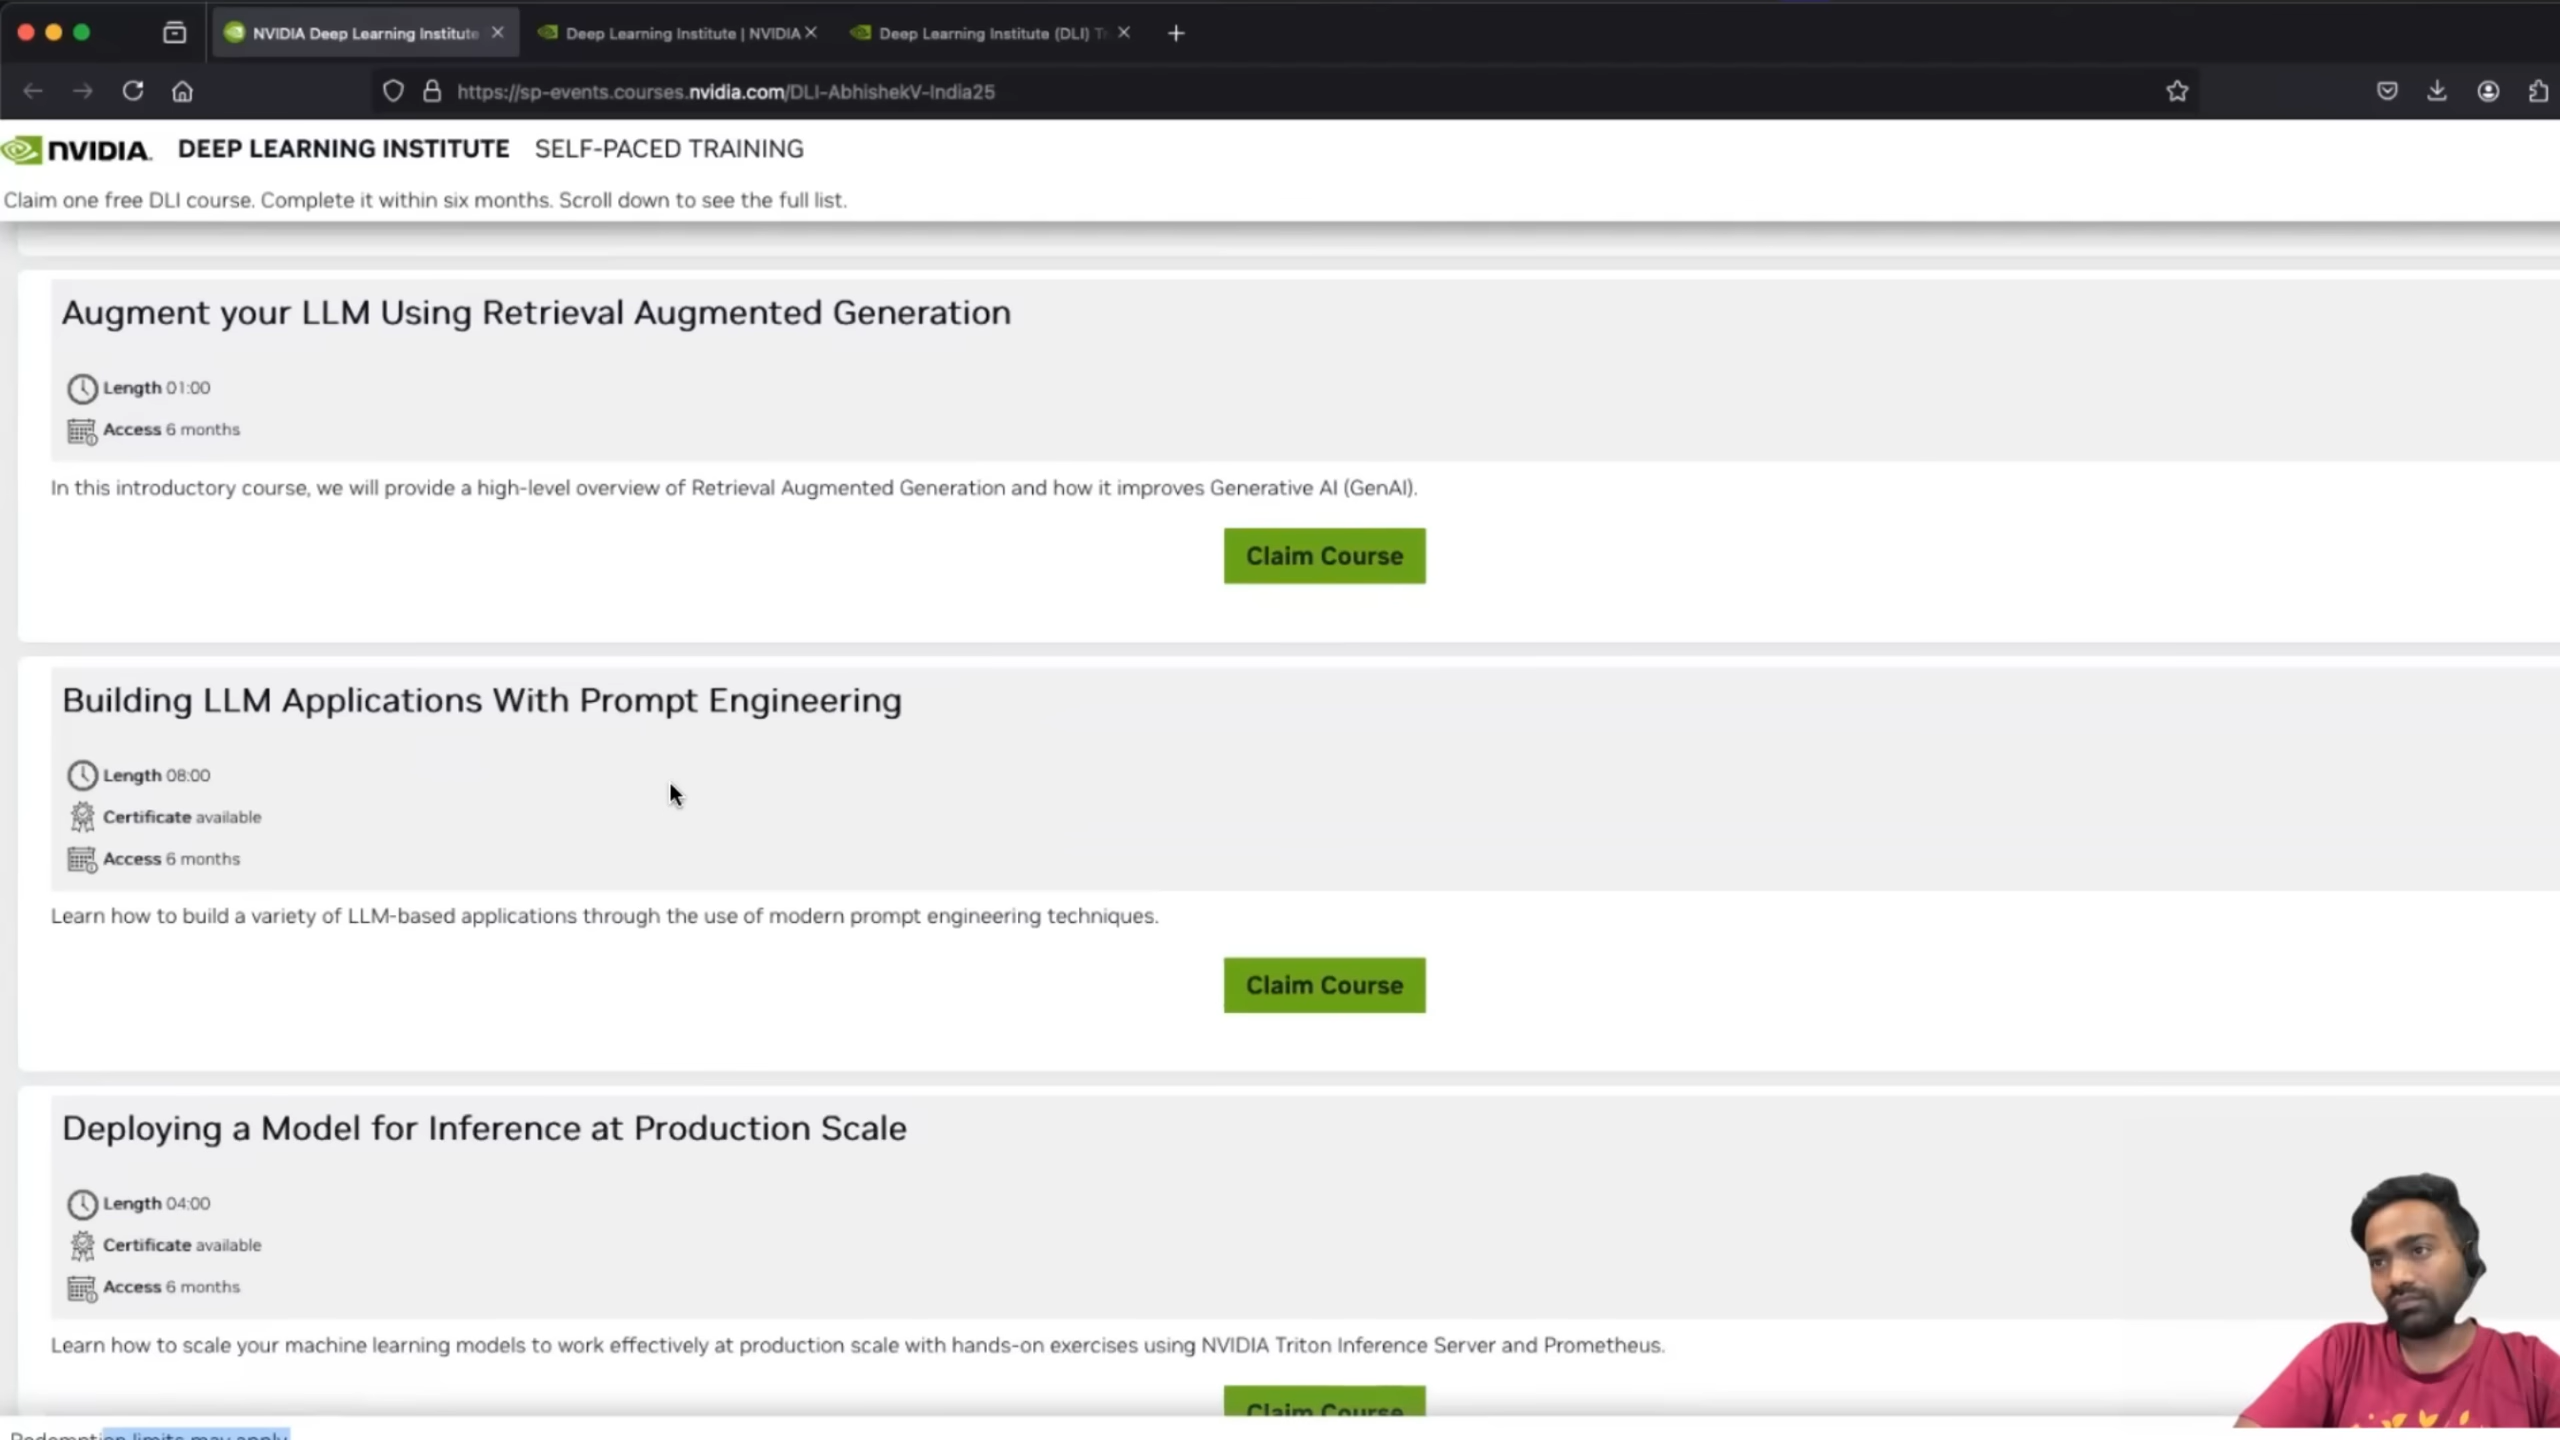 NVIDIA Deep Learning Institute
Deep Learning Institute | NVIDIA
Deep Learning Institute (DLI)
https://sp-events.courses.nvidia.com/DLI-AbhishekV-India25
NVIDIA. DEEP LEARNING INSTITUTE SELF-PACED TRAINING
Claim one free DLI course. Complete it within six months. Scroll down to see the full list.
Augment your LLM Using Retrieval Augmented Generation
Length 01:00
Access 6 months
In this introductory course, we will provide a high-level overview of Retrieval Augmented Generation and how it improves Generative AI (GenAI).
Claim Course
Building LLM Applications With Prompt Engineering
Length 08:00
Certificate available
Access 6 months
Learn how to build a variety of LLM-based applications through the use of modern prompt engineering techniques.
Claim Course
Deploying a Model for Inference at Production Scale
Length 04:00
Certificate available
Access 6 months
Learn how to scale your machine learning models to work effectively at production scale with hands-on exercises using NVIDIA Triton Inference Server and Prometheus.
Claim Course
Redemption limits may apply